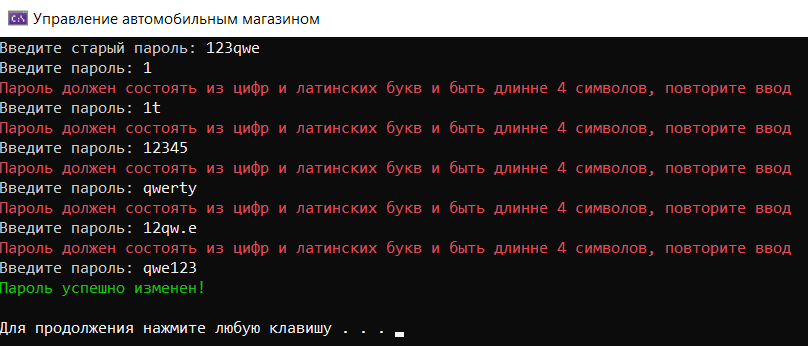 C:\
Управление автомобильным магазином
Введите старый пароль: 123qwe
Введите пароль: 1
Пароль должен состоять из цифр и латинских букв и быть длинне 4 символов, повторите ввод
Введите пароль: 1t
Пароль должен состоять из цифр и латинских букв и быть длинне 4 символов, повторите ввод
Введите пароль: 12345
Пароль должен состоять из цифр и латинских букв и быть длинне 4 символов, повторите ввод
Введите пароль: qwerty
Пароль должен состоять из цифр и латинских букв и быть длинне 4 символов, повторите ввод
Введите пароль: 12qw.e
Пароль должен состоять из цифр и латинских букв и быть длинне 4 символов, повторите ввод
Введите пароль: qwe123
Пароль успешно изменен!
Для продолжения нажмите любую клавишу . . .